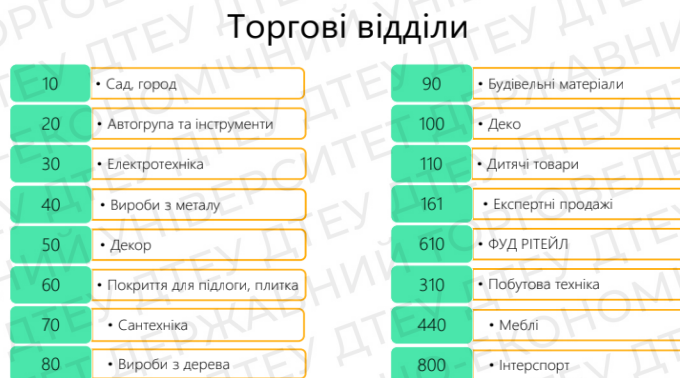 Торгові відділи
10
• Сад, город
20
• Автогрупа та інструменти
30
• Електротехніка
40
• Вироби з металу
50
• Декор
60
• Покриття для підлоги, плитка
70
• Сантехніка
80
• Вироби з дерева
90
• Будівельні матеріали
100
• Деко
110
• Дитячі товари
161
• Експертні продажі
610
• ФУД РІТЕЙЛ
310
• Побутова техніка
440
• Меблі
800
• Інтерспорт